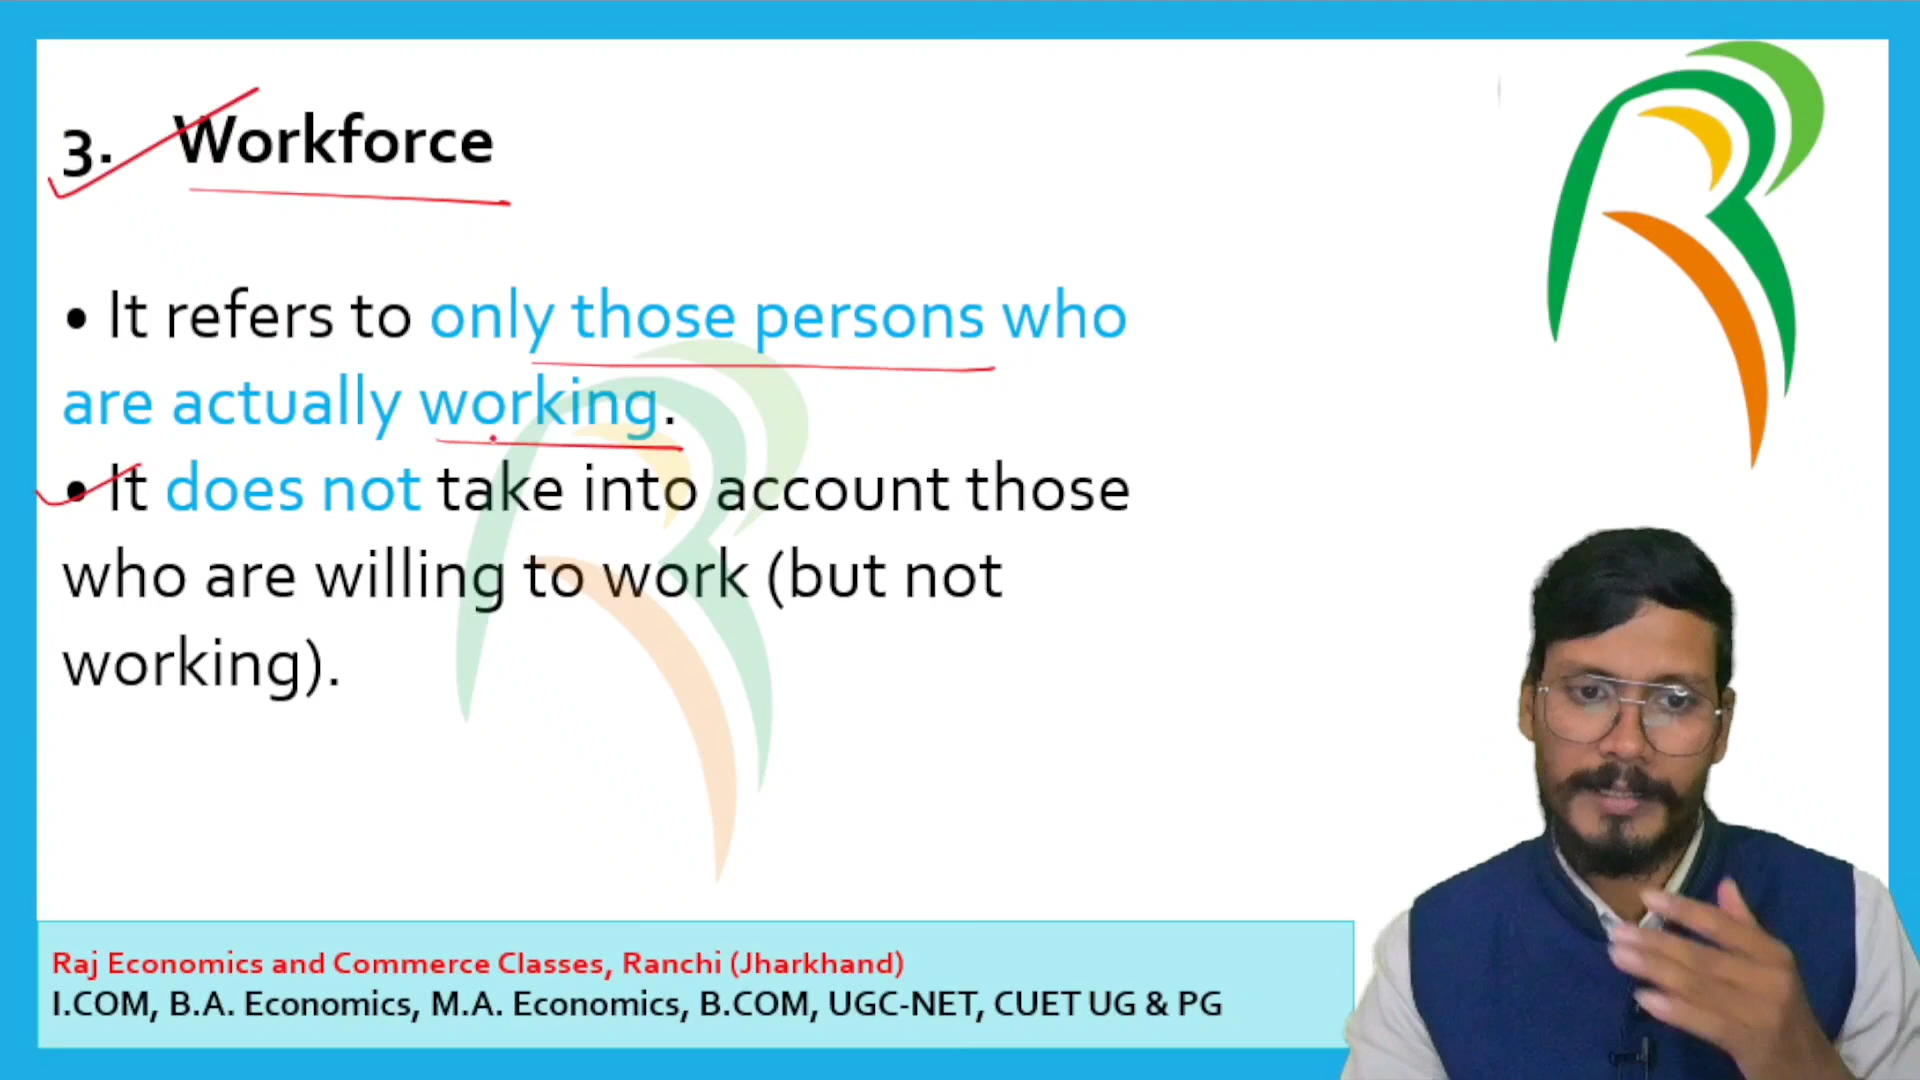 3. Workforce
• It refers to only those persons who
are actually working.
• It does not take into account those
who are willing to work (but not
working).
Raj Economics and Commerce Classes, Ranchi (Jharkhand)
I.COM, B.A. Economics, M.A. Economics, B.COM, UGC-NET, CUET UG & PG